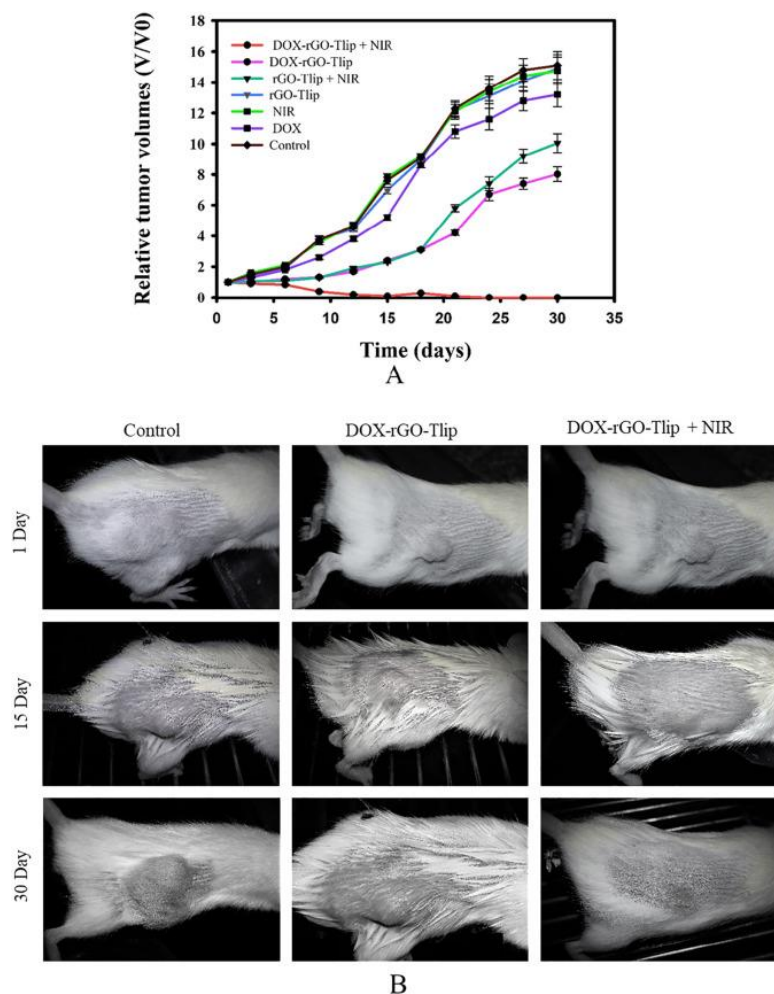 Relative tumor volumes (V/V0)
18
16
14
12
10
8
6
4
2
0
DOX-rGO-Tlip + NIR
DOX-rGO-Tlip
rGO-Tlip + NIR
rGO-Tlip
NIR
DOX
Control
0 5 10 15 20 25 30 35
Time (days)
A
Control DOX-rGO-Tlip DOX-rGO-Tlip + NIR
1 Day
15 Day
30 Day
B